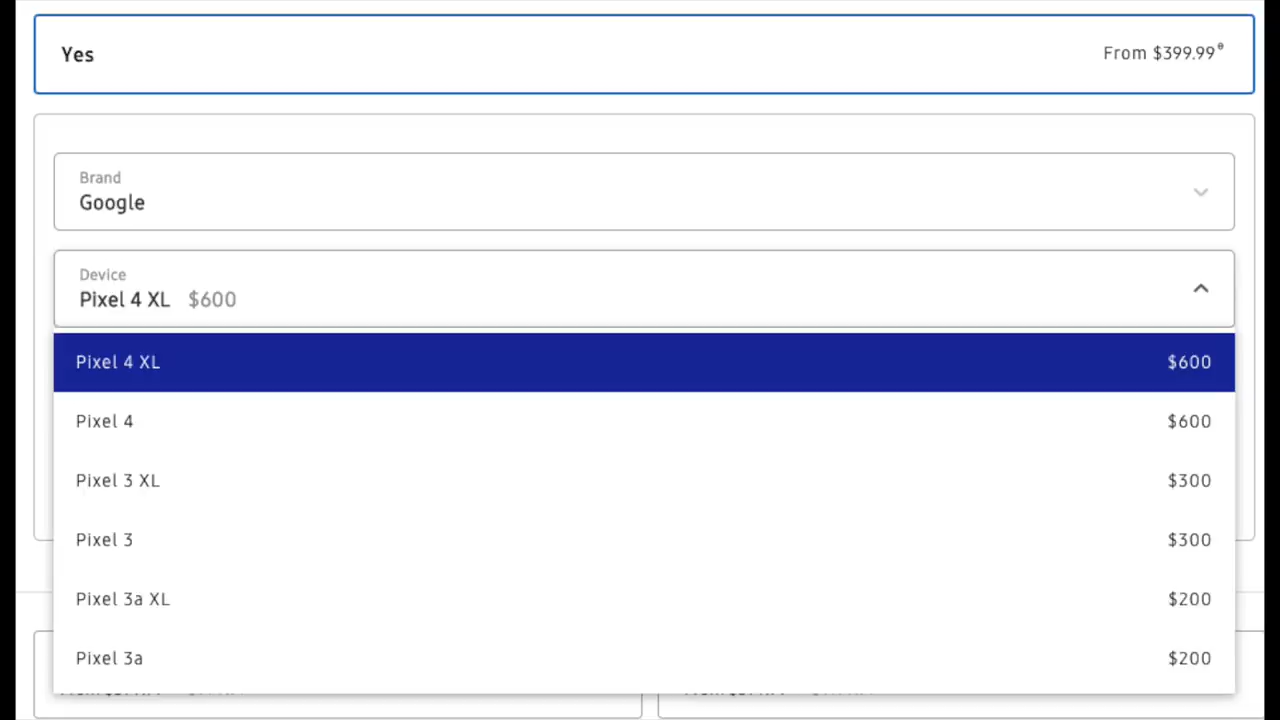 Yes
From $399.99
Brand
Google
Device
Pixel 4 XL $600
Pixel 4 XL $600
Pixel 4 $600
Pixel 3 XL $300
Pixel 3 $300
Pixel 3a XL $200
Pixel 3a $200